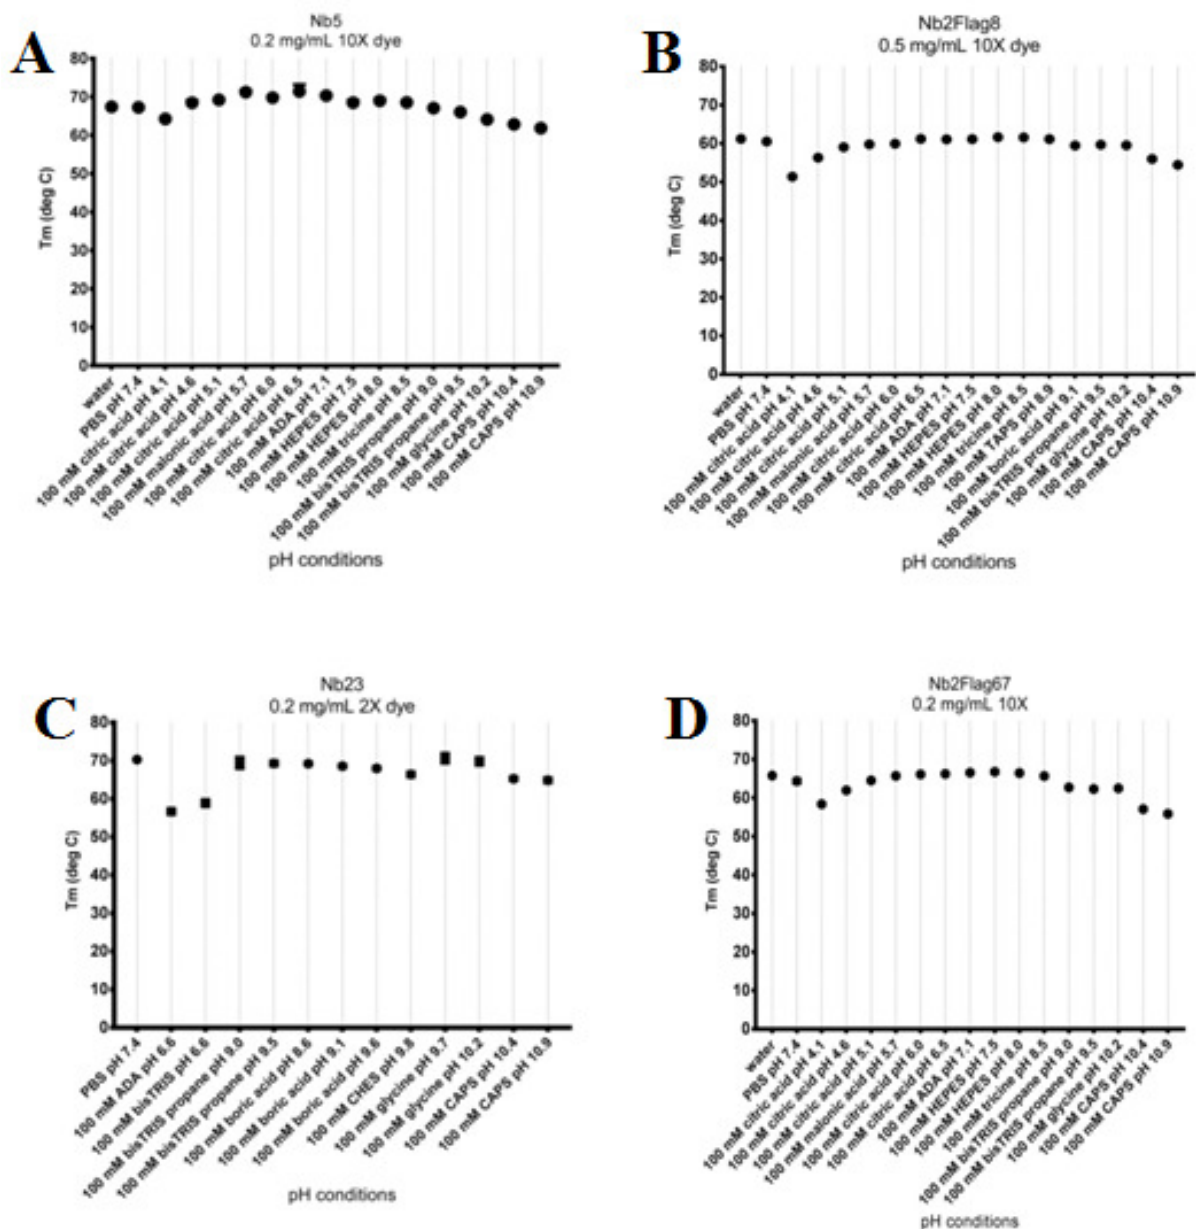 A
Nb5
0.2 mg/mL 10X dye
Tm (deg C)
80
70
60
50
40
30
20
10
0
water
PBS pH 7.4
100 mM citric acid pH 4.1
100 mM citric acid pH 4.6
100 mM citric acid pH 5.1
100 mM malonic acid pH 5.7
100 mM citric acid pH 6.0
100 mM citric acid pH 6.5
100 mM ADA pH 7.1
100 mM HEPES pH 7.5
100 mM HEPES pH 8.0
100 mM tricine pH 8.5
100 mM bisTRIS propane pH 9.0
100 mM bisTRIS propane pH 9.5
100 mM glycine pH 10.2
100 mM CAPS pH 10.4
100 mM CAPS pH 10.9
pH conditions
B
Nb2Flag8
0.5 mg/mL 10X dye
Tm (deg C)
80
70
60
50
40
30
20
10
0
water
PBS pH 7.4
100 mM citric acid pH 4.1
100 mM citric acid pH 4.6
100 mM citric acid pH 5.1
100 mM malonic acid pH 5.7
100 mM citric acid pH 6.0
100 mM citric acid pH 6.5
100 mM ADA pH 7.1
100 mM HEPES pH 7.5
100 mM HEPES pH 8.0
100 mM tricine pH 8.5
100 mM TAPS pH 8.9
100 mM boric acid pH 9.1
100 mM bisTRIS propane pH 9.5
100 mM glycine pH 10.2
100 mM CAPS pH 10.4
100 mM CAPS pH 10.9
pH conditions
C
Nb23
0.2 mg/mL 2X dye
Tm (deg C)
80
70
60
50
40
30
20
10
0
PBS pH 7.4
100 mM ADA pH 6.6
100 mM bisTRIS pH 6.6
100 mM bisTRIS propane pH 9.0
100 mM bisTRIS propane pH 9.5
100 mM boric acid pH 8.6
100 mM boric acid pH 9.1
100 mM boric acid pH 9.6
100 mM CHES pH 9.8
100 mM glycine pH 9.7
100 mM glycine pH 10.2
100 mM CAPS pH 10.4
100 mM CAPS pH 10.9
pH conditions
D
Nb2Flag67
0.2 mg/mL 10X
Tm (deg C)
80
70
60
50
40
30
20
10
0
water
PBS pH 7.4
100 mM citric acid pH 4.1
100 mM citric acid pH 4.6
100 mM citric acid pH 5.1
100 mM malonic acid pH 5.7
100 mM citric acid pH 6.0
100 mM citric acid pH 6.5
100 mM ADA pH 7.1
100 mM HEPES pH 7.5
100 mM HEPES pH 8.0
100 mM tricine pH 8.5
100 mM bisTRIS propane pH 9.0
100 mM bisTRIS propane pH 9.5
100 mM glycine pH 10.2
100 mM CAPS pH 10.4
100 mM CAPS pH 10.9
pH conditions